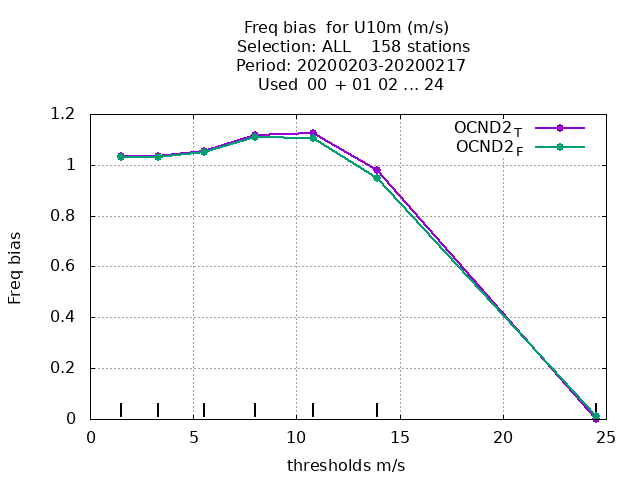 Freq bias  for U10m (m/s)
Selection: ALL    158 stations
Period: 20200203-20200217
Used  00  + 01 02 ... 24
OCND2T
OCND2F
1.2
1
0.8
0.6
0.4
0.2
0
Freq bias
0 5 10 15 20 25
thresholds m/s